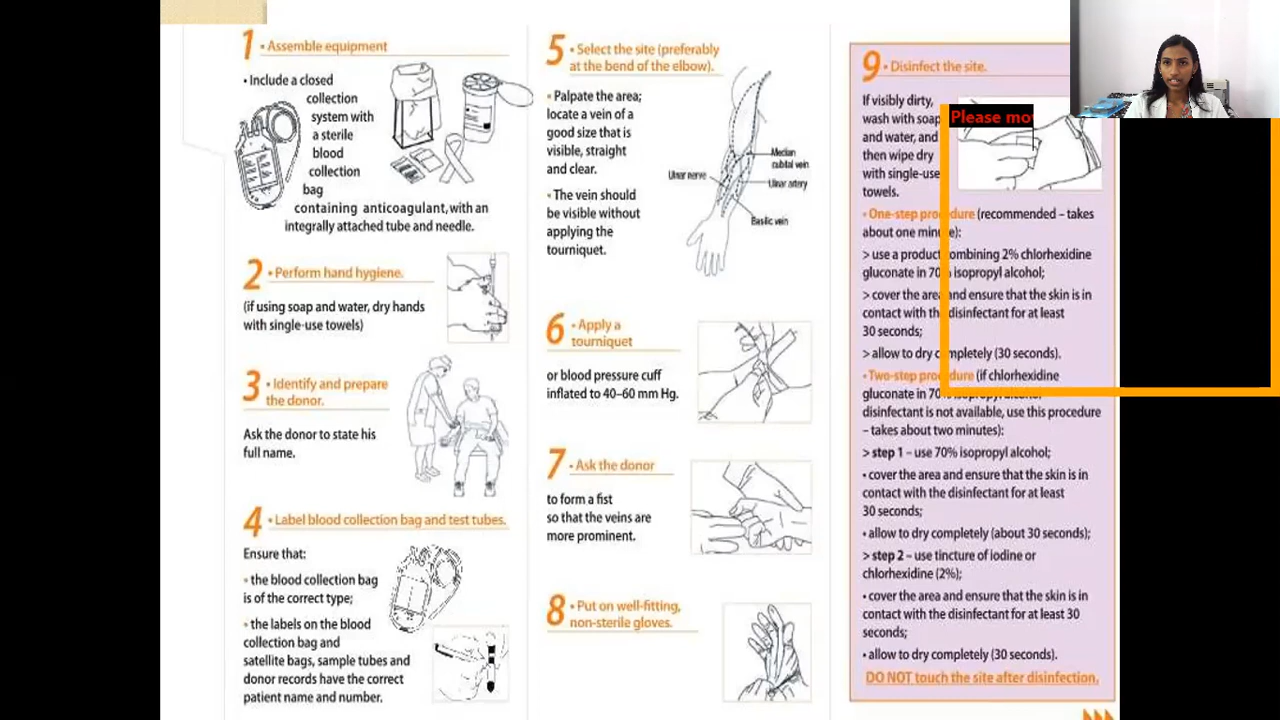 1 • Assemble equipment
• Include a closed
collection
system with
a sterile
blood
collection
bag
containing anticoagulant, with an
integrally attached tube and needle.
2 • Perform hand hygiene.
(if using soap and water, dry hands
with single-use towels)
3 • Identify and prepare
the donor.
Ask the donor to state his
full name.
4 • Label blood collection bag and test tubes.
Ensure that:
• the blood collection bag
is of the correct type;
• the labels on the blood
collection bag and
satellite bags, sample tubes and
donor records have the correct
patient name and number.
5 • Select the site (preferably
at the bend of the elbow).
• Palpate the area;
locate a vein of a
good size that is
visible, straight
and clear.
• The vein should
be visible without
applying the
tourniquet.
Median
cubital vein
Ulnar nerve
Ulnar artery
Basilic vein
6 • Apply a
tourniquet
or blood pressure cuff
inflated to 40–60 mm Hg.
7 • Ask the donor
to form a fist
so that the veins are
more prominent.
8 • Put on well-fitting,
non-sterile gloves.
9 • Disinfect the site.
If visibly dirty,
wash with soap
and water, and
then wipe dry
with single-use
towels.
Please mo
• One-step procedure (recommended – takes
about one minute):
> use a product combining 2% chlorhexidine
gluconate in 70% isopropyl alcohol;
> cover the area and ensure that the skin is in
contact with the disinfectant for at least
30 seconds;
> allow to dry completely (30 seconds).
• Two-step procedure (if chlorhexidine
gluconate in 70% isopropyl alcohol
disinfectant is not available, use this procedure
– takes about two minutes):
> step 1 – use 70% isopropyl alcohol;
• cover the area and ensure that the skin is in
contact with the disinfectant for at least
30 seconds;
• allow to dry completely (about 30 seconds);
> step 2 – use tincture of iodine or
chlorhexidine (2%);
• cover the area and ensure that the skin is in
contact with the disinfectant for at least 30
seconds;
• allow to dry completely (30 seconds).
DO NOT touch the site after disinfection.